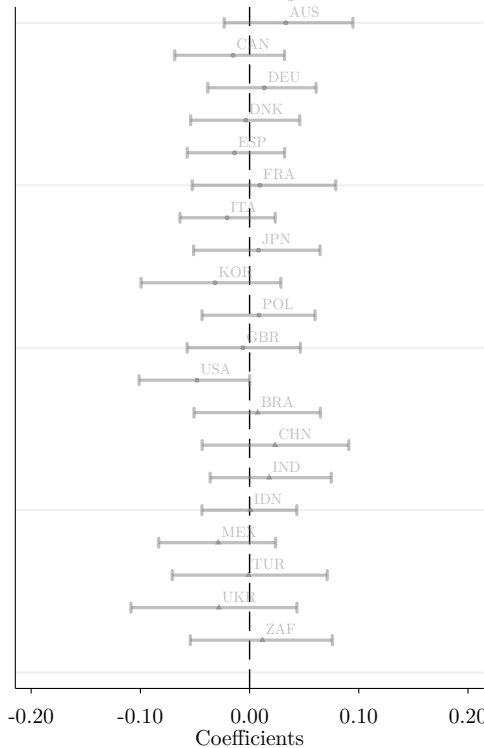 AUS
CAN
DEU
DNK
ESP
FRA
ITA
JPN
KOR
POL
GBR
USA
BRA
CHN
IND
IDN
MEX
TUR
UKR
ZAF
-0.20 -0.10 0.00 0.10 0.20
Coefficients